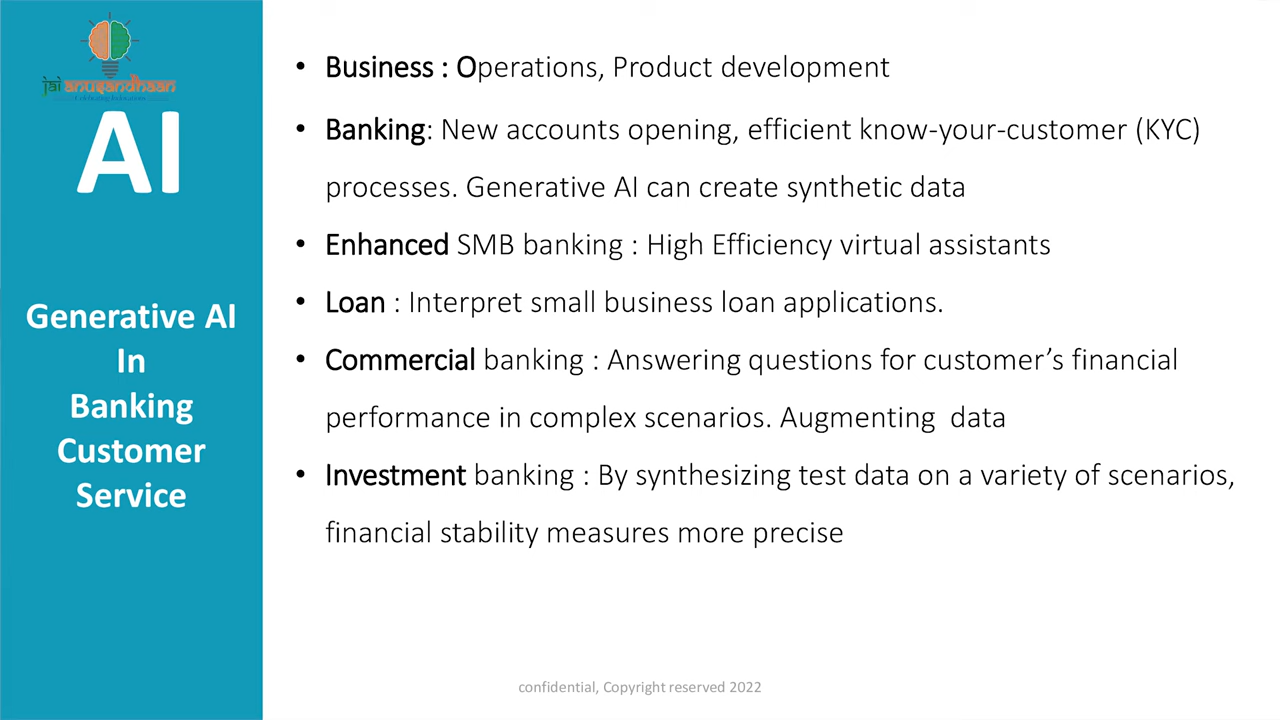 jai anusandhaan
AI
Generative AI
In
Banking
Customer
Service
• Business : Operations, Product development
• Banking: New accounts opening, efficient know-your-customer (KYC)
processes. Generative AI can create synthetic data
• Enhanced SMB banking : High Efficiency virtual assistants
• Loan : Interpret small business loan applications.
• Commercial banking : Answering questions for customer’s financial
performance in complex scenarios. Augmenting  data
• Investment banking : By synthesizing test data on a variety of scenarios,
financial stability measures more precise
confidential, Copyright reserved 2022